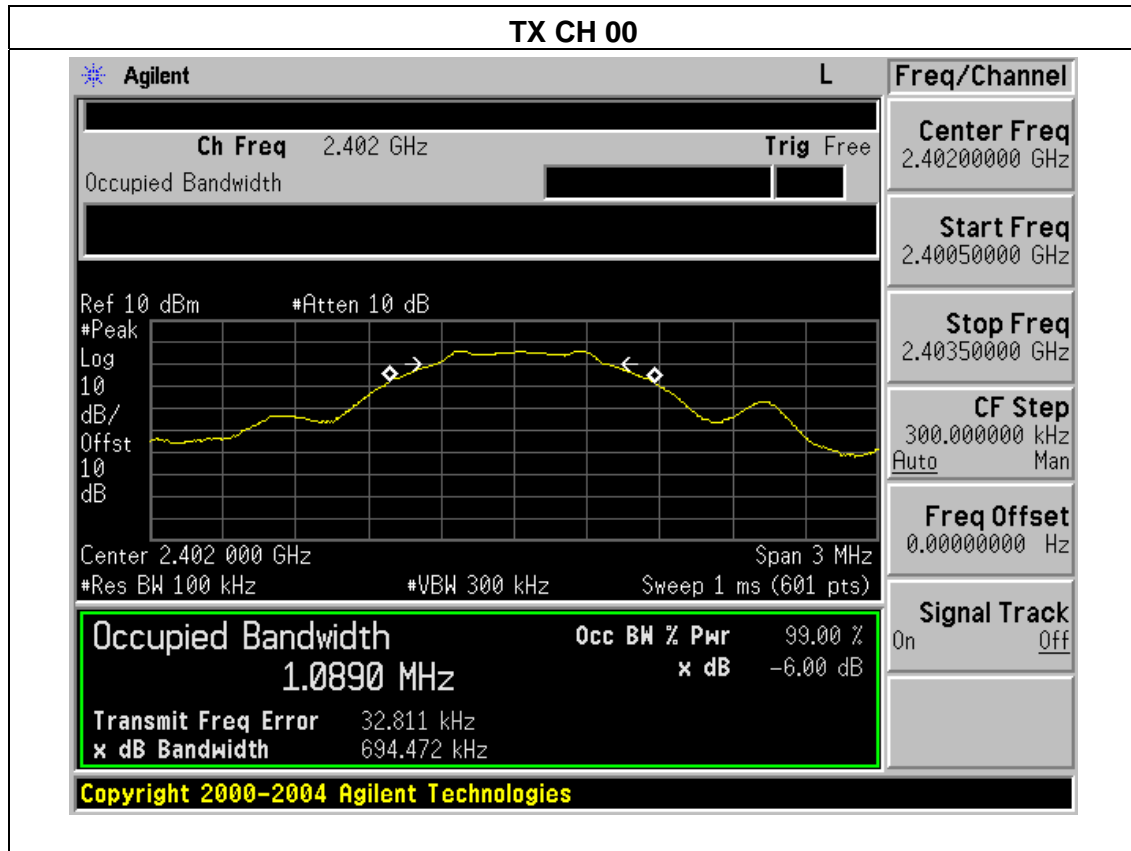 TX CH 00
Agilent L Freq/Channel
Ch Freq 2.402 GHz Trig Free
Occupied Bandwidth
Center Freq
2.40200000 GHz
Start Freq
2.40050000 GHz
Stop Freq
2.40350000 GHz
CF Step
300.000000 kHz
Auto Man
Freq Offset
0.00000000 Hz
Signal Track
On Off
Ref 10 dBm #Atten 10 dB
#Peak
Log
10
dB/
Offst
10
dB
Center 2.402 000 GHz Span 3 MHz
#Res BW 100 kHz #VBW 300 kHz Sweep 1 ms (601 pts)
Occupied Bandwidth Occ BW % Pwr 99.00 %
1.0890 MHz x dB -6.00 dB
Transmit Freq Error 32.811 kHz
x dB Bandwidth 694.472 kHz
Copyright 2000-2004 Agilent Technologies